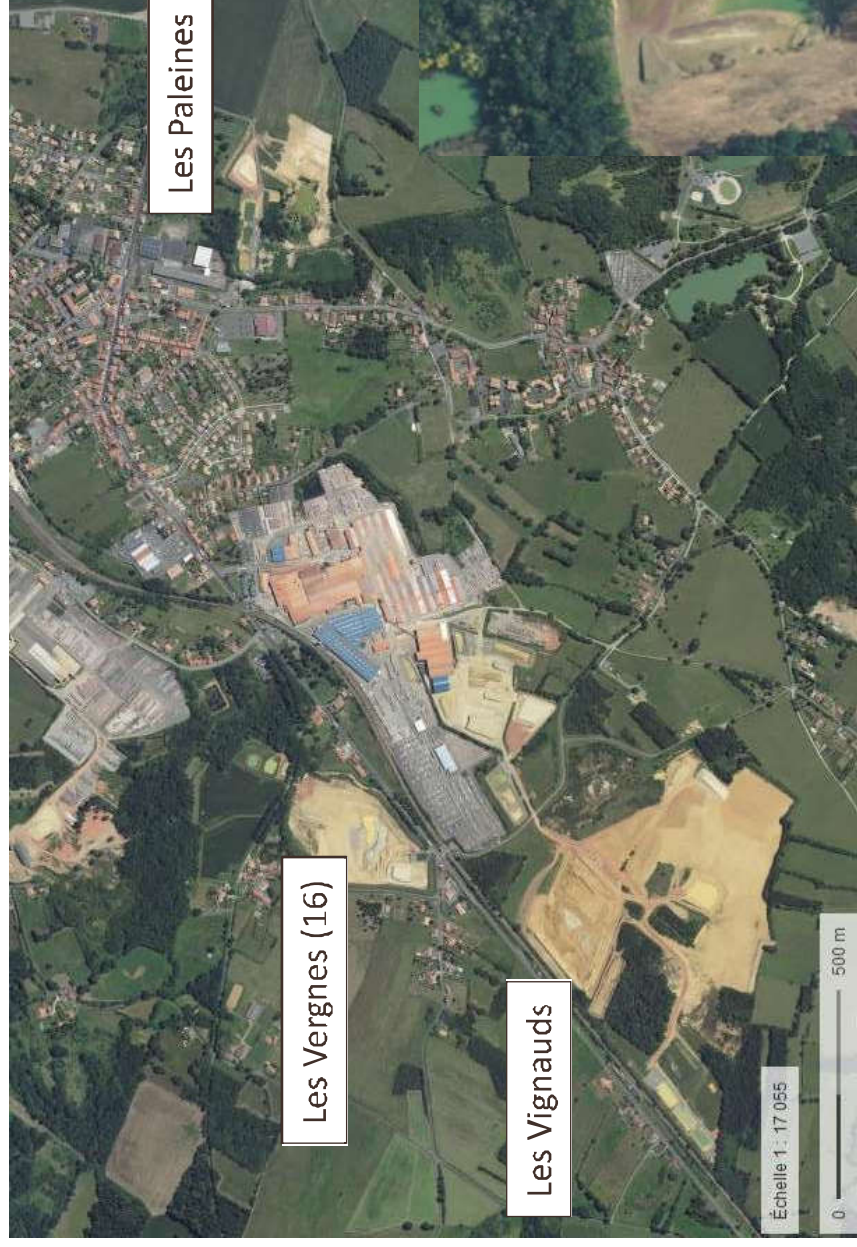 Les Paleines
Les Vergnes (16)
Les Vignauds
Échelle 1 : 17 055
0
500 m